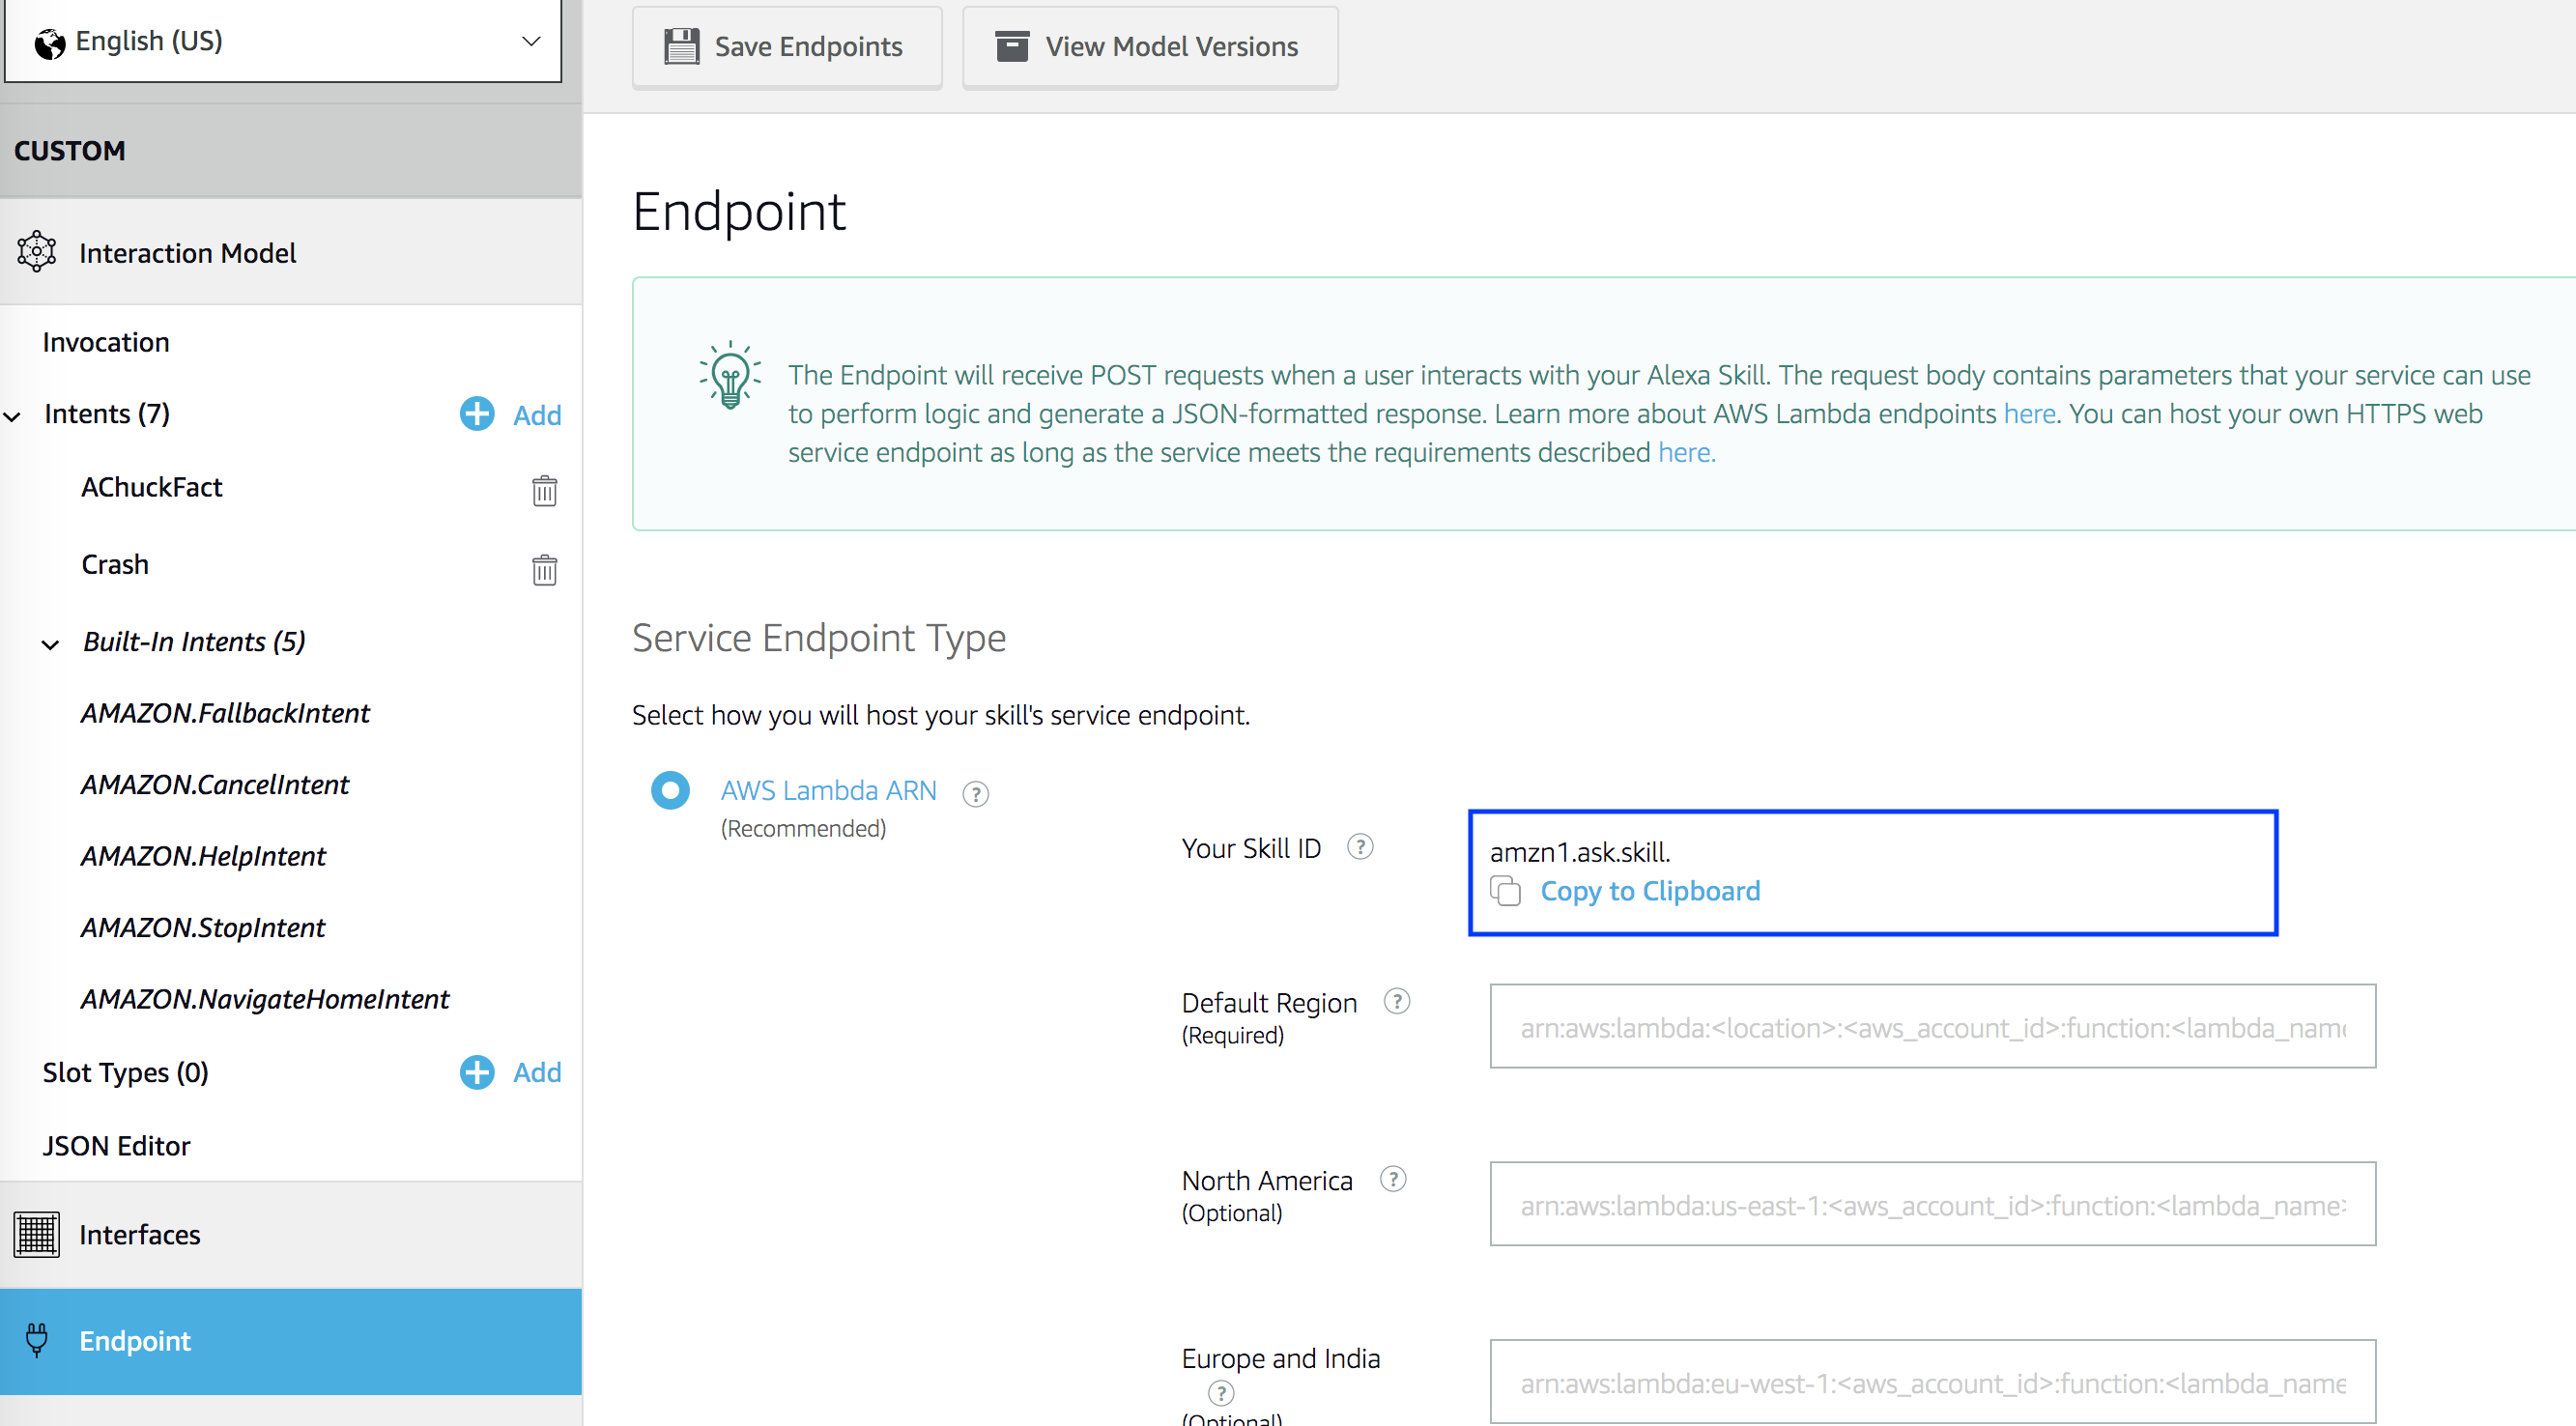 English (US)
Save Endpoints
View Model Versions
CUSTOM
Interaction Model
Invocation
Intents (7)
Add
AChuckFact
Crash
Built-In Intents (5)
AMAZON.FallbackIntent
AMAZON.CancelIntent
AMAZON.HelpIntent
AMAZON.StopIntent
AMAZON.NavigateHomeIntent
Slot Types (0)
Add
JSON Editor
Interfaces
Endpoint
Endpoint
The Endpoint will receive POST requests when a user interacts with your Alexa Skill. The request body contains parameters that your service can use
to perform logic and generate a JSON-formatted response. Learn more about AWS Lambda endpoints here. You can host your own HTTPS web
service endpoint as long as the service meets the requirements described here.
Service Endpoint Type
Select how you will host your skill's service endpoint.
AWS Lambda ARN ?
(Recommended)
Your Skill ID ?
amzn1.ask.skill.
Copy to Clipboard
Default Region ?
(Required)
arn:aws:lambda:<location>:<aws_account_id>:function:<lambda_name
North America ?
(Optional)
arn:aws:lambda:us-east-1:<aws_account_id>:function:<lambda_name>
Europe and India
?
(Optional)
arn:aws:lambda:eu-west-1:<aws_account_id>:function:<lambda_name